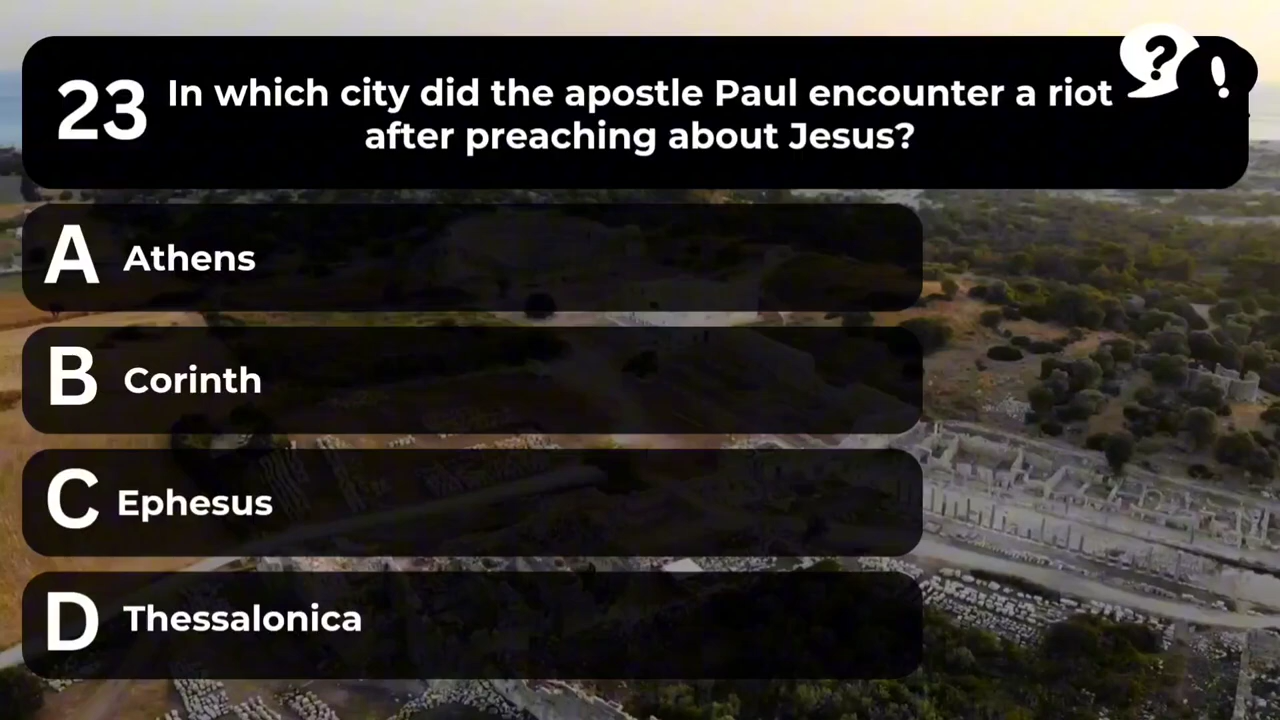 23
In which city did the apostle Paul encounter a riot
after preaching about Jesus?
?
!
A Athens
B Corinth
C Ephesus
D Thessalonica